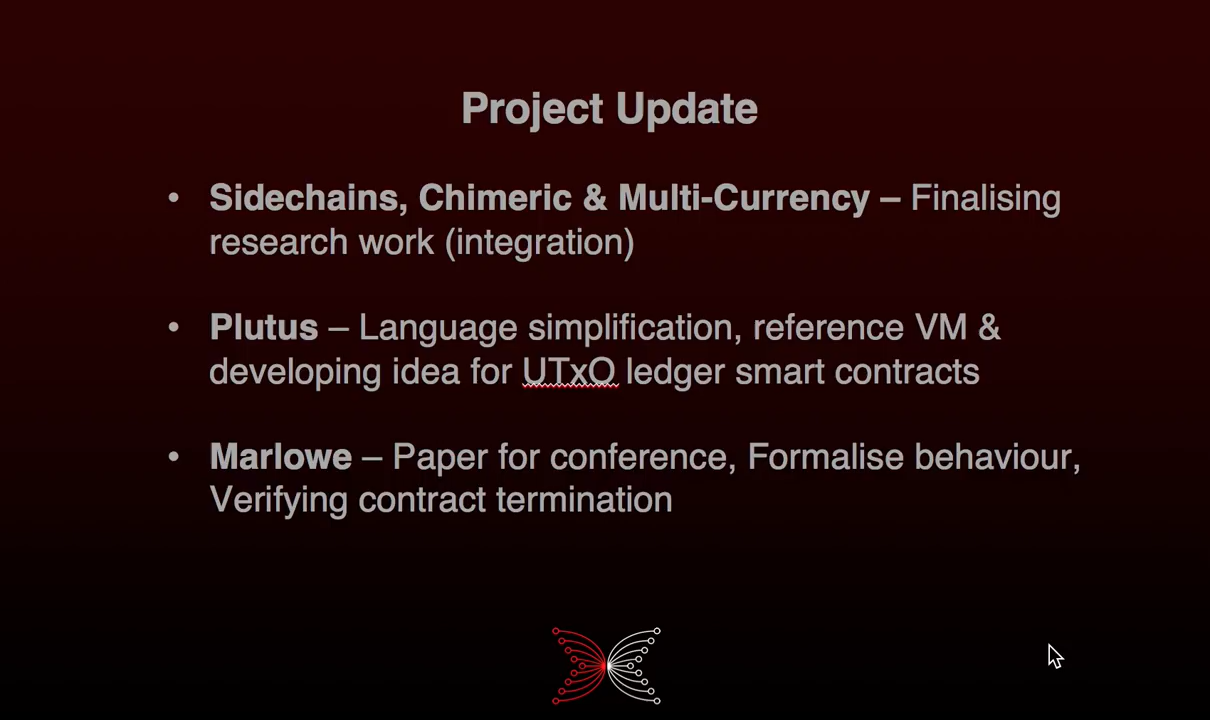 Project Update
• Sidechains, Chimeric & Multi-Currency – Finalising
research work (integration)
• Plutus – Language simplification, reference VM &
developing idea for UTxO ledger smart contracts
• Marlowe – Paper for conference, Formalise behaviour,
Verifying contract termination